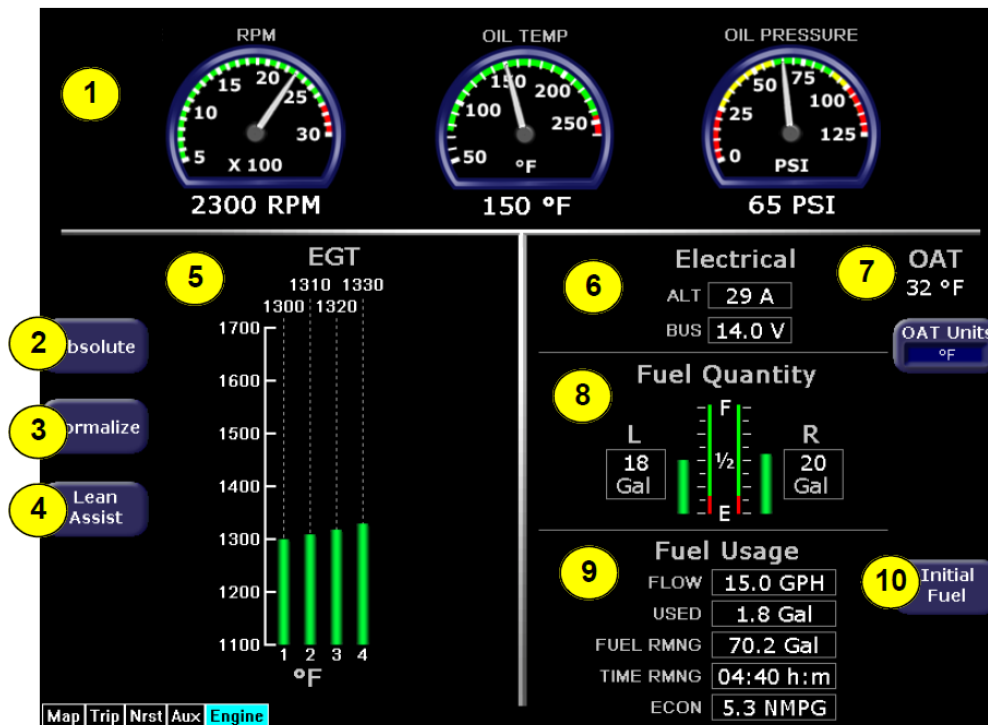 RPM
OIL TEMP
OIL PRESSURE
1
5
10
15
20
25
30
X 100
50
100
150
200
250
°F
0
25
75
100
125
PSI
2300 RPM
150 °F
65 PSI
5
EGT
1310 1330
1300 1320
1700
1600
1500
1400
1300
1200
1100
1 2 3 4
°F
2
bsolute
3
ormalize
4
Lean
Assist
6
Electrical
ALT 29 A
BUS 14.0 V
7
OAT
32 °F
OAT Units
°F
8
Fuel Quantity
L
18
Gal
F
½
E
R
20
Gal
9
Fuel Usage
FLOW 15.0 GPH
USED 1.8 Gal
FUEL RMNG 70.2 Gal
TIME RMNG 04:40 h:m
ECON 5.3 NMPG
10
Initial
Fuel
Map Trip Nrst Aux Engine